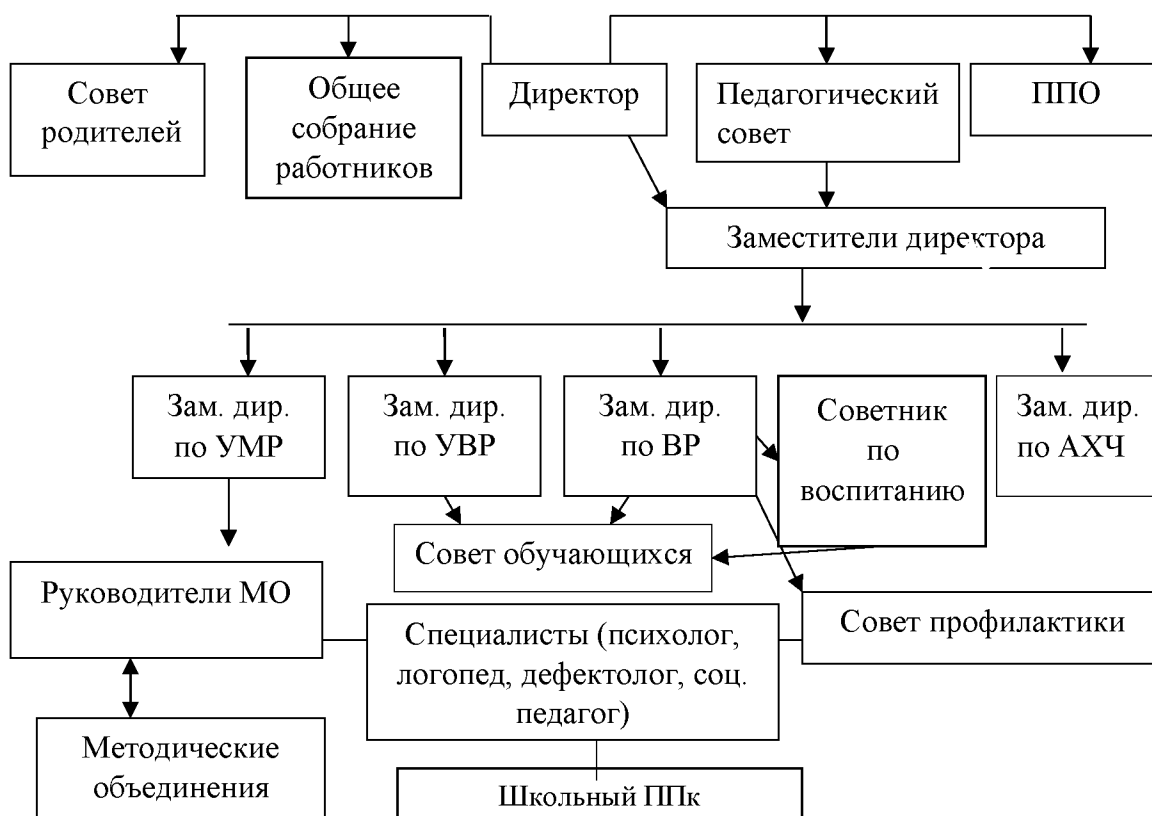 Совет
родителей
Общее
собрание
работников
Директор
Педагогический
совет
ППО
Заместители директора
Зам. дир.
по УМР
Зам. дир.
по УВР
Зам. дир.
по ВР
Советник
по
воспитанию
Зам. дир.
по АХЧ
Совет обучающихся
Руководители МО
Специалисты (психолог,
логопед, дефектолог, соц.
педагог)
Совет профилактики
Методические
объединения
Школьный ППк